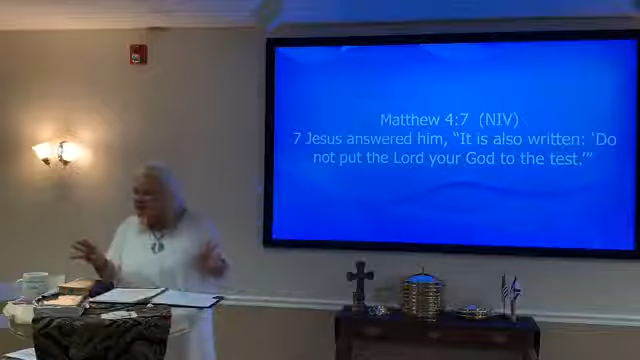 Matthew 4:7 (NIV)
7 Jesus answered him, “It is also written: ‘Do
not put the Lord your God to the test.’”